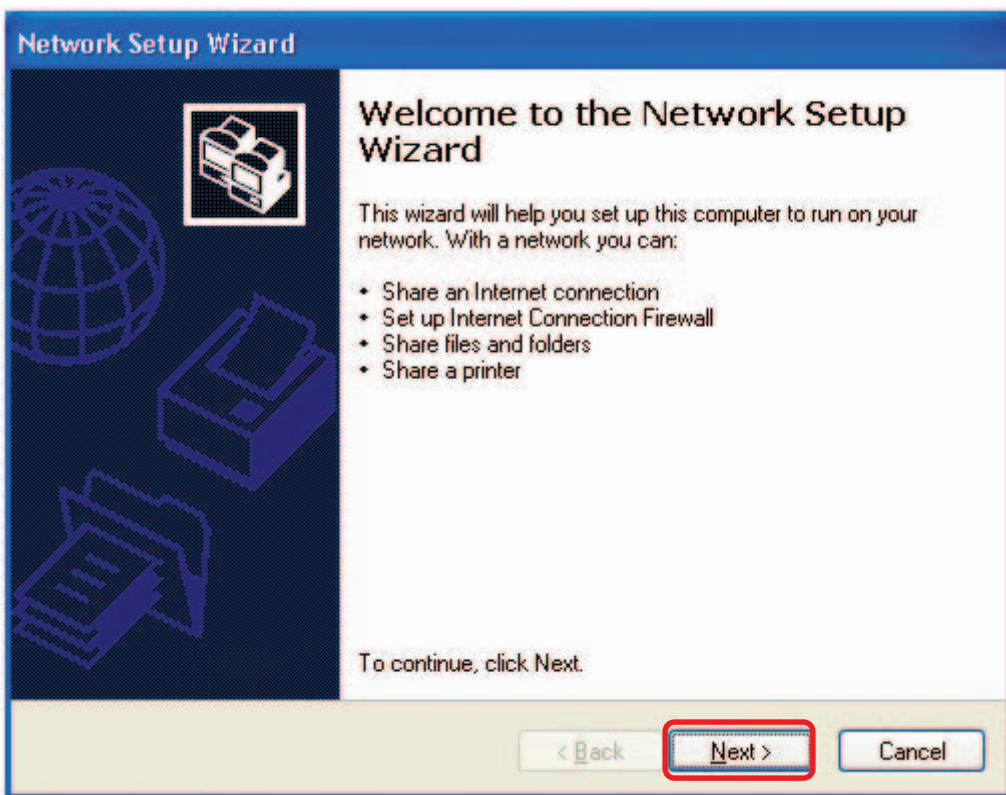 Network Setup Wizard
Welcome to the Network Setup
Wizard
This wizard will help you set up this computer to run on your
network. With a network you can:
• Share an Internet connection
• Set up Internet Connection Firewall
• Share files and folders
• Share a printer
To continue, click Next.
< Back Next > Cancel